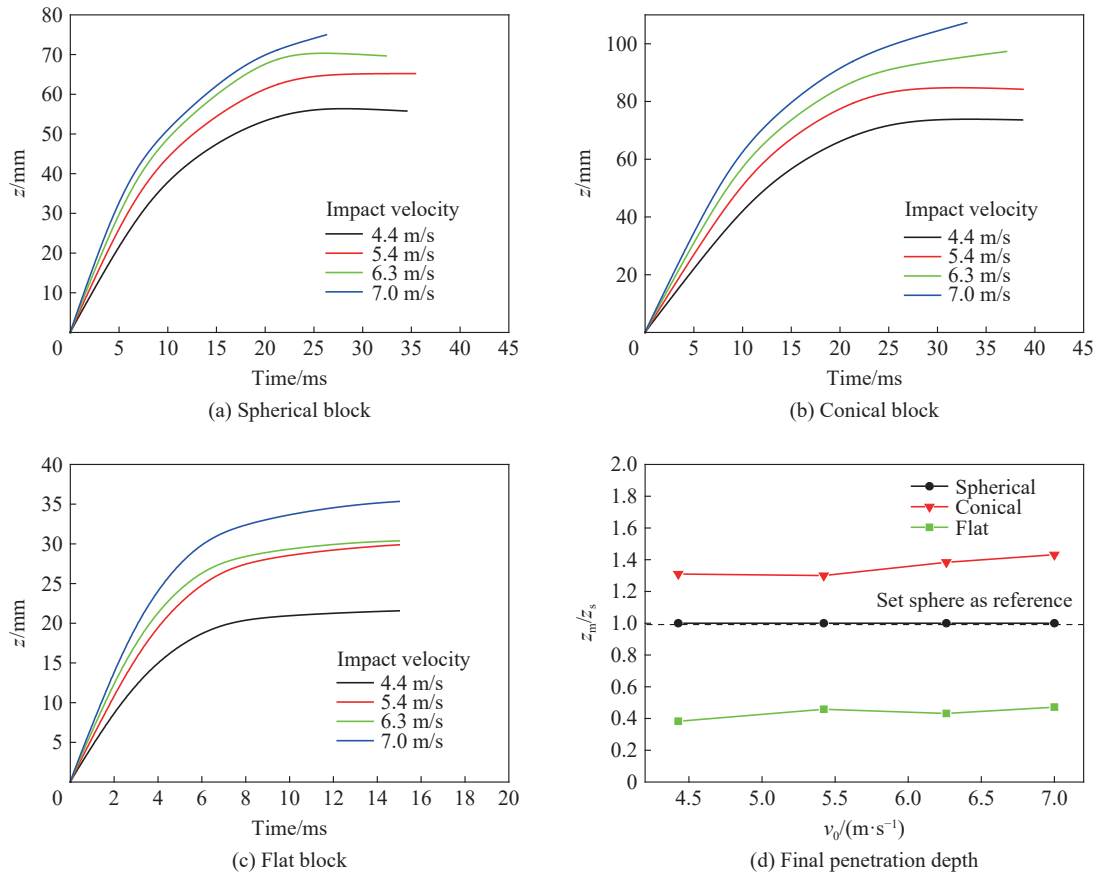 80
70
60
50
40
30
20
10
0
z/mm
5 10 15 20 25 30 35 40 45
Time/ms
Impact velocity
4.4 m/s
5.4 m/s
6.3 m/s
7.0 m/s
(a) Spherical block
100
80
60
40
20
0
z/mm
5 10 15 20 25 30 35 40 45
Time/ms
Impact velocity
4.4 m/s
5.4 m/s
6.3 m/s
7.0 m/s
(b) Conical block
40
35
30
25
20
15
10
5
0
z/mm
2 4 6 8 10 12 14 16 18 20
Time/ms
Impact velocity
4.4 m/s
5.4 m/s
6.3 m/s
7.0 m/s
(c) Flat block
2.0
1.8
1.6
1.4
1.2
1.0
0.8
0.6
0.4
0.2
0
zₘ/zₛ
4.5 5.0 5.5 6.0 6.5 7.0
v₀/(m·s⁻¹)
Spherical
Conical
Flat
Set sphere as reference
(d) Final penetration depth